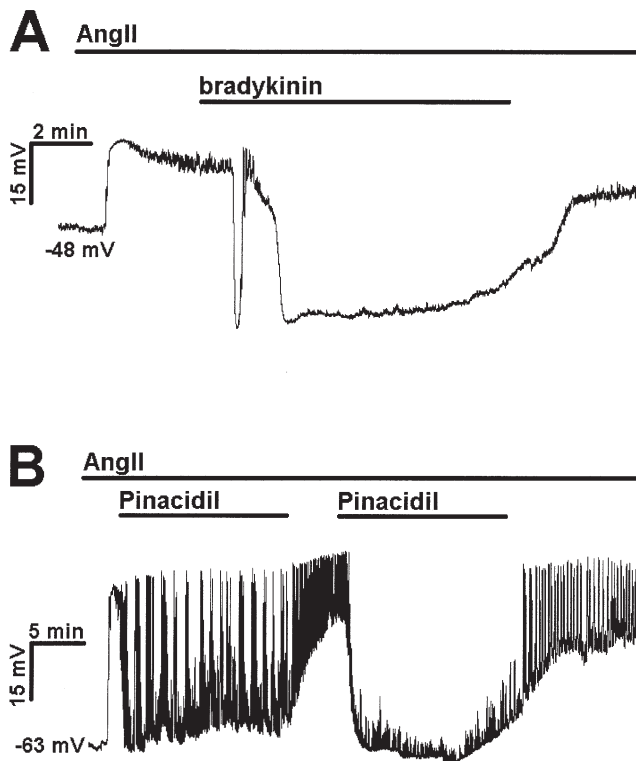 A
AngII
bradykinin
2 min
15 mV
-48 mV
B
AngII
Pinacidil Pinacidil
5 min
15 mV
-63 mV